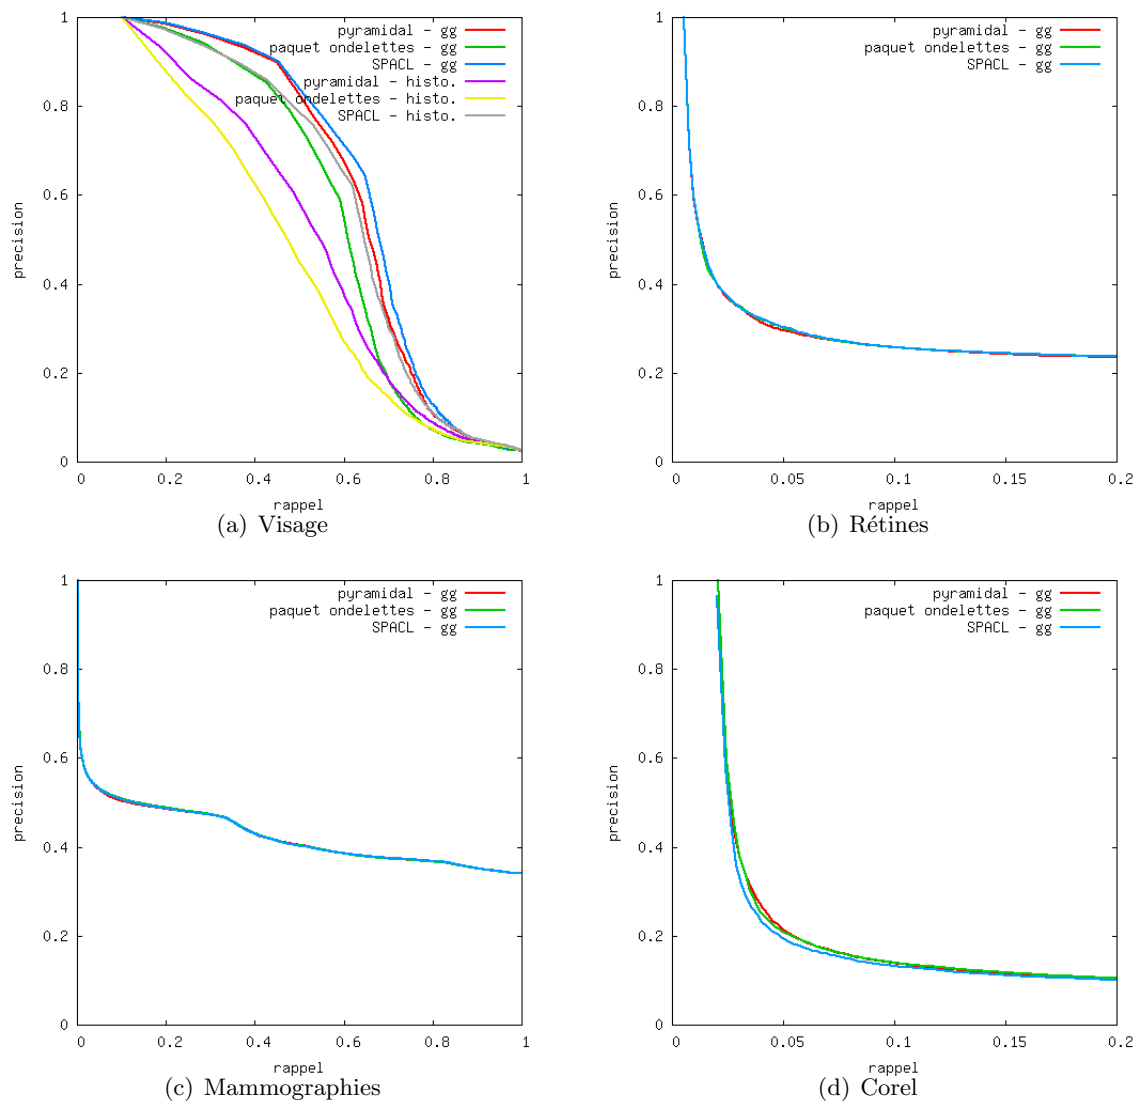 1
0.8
0.6
0.4
0.2
0
precision
pyramidal - gg
paquet ondelettes - gg
SPACL - gg
pyramidal - histo.
paquet ondelettes - histo.
SPACL - histo.
0 0.2 0.4 0.6 0.8 1
rappel
(a) Visage
1
0.8
0.6
0.4
0.2
0
precision
pyramidal - gg
paquet ondelettes - gg
SPACL - gg
0 0.05 0.1 0.15 0.2
rappel
(b) Rétines
1
0.8
0.6
0.4
0.2
0
precision
pyramidal - gg
paquet ondelettes - gg
SPACL - gg
0 0.2 0.4 0.6 0.8 1
rappel
(c) Mammographies
1
0.8
0.6
0.4
0.2
0
precision
pyramidal - gg
paquet ondelettes - gg
SPACL - gg
0 0.05 0.1 0.15 0.2
rappel
(d) Corel